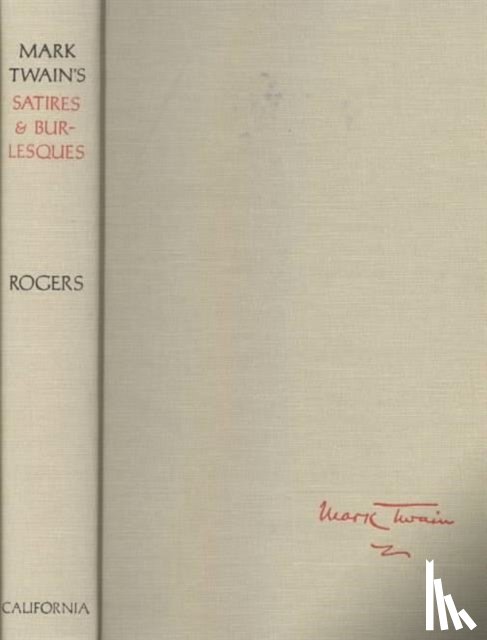 MARK
TWAIN'S
SATIRES
& BUR-
LESQUES
ROGERS
CALIFORNIA
Mark Twain